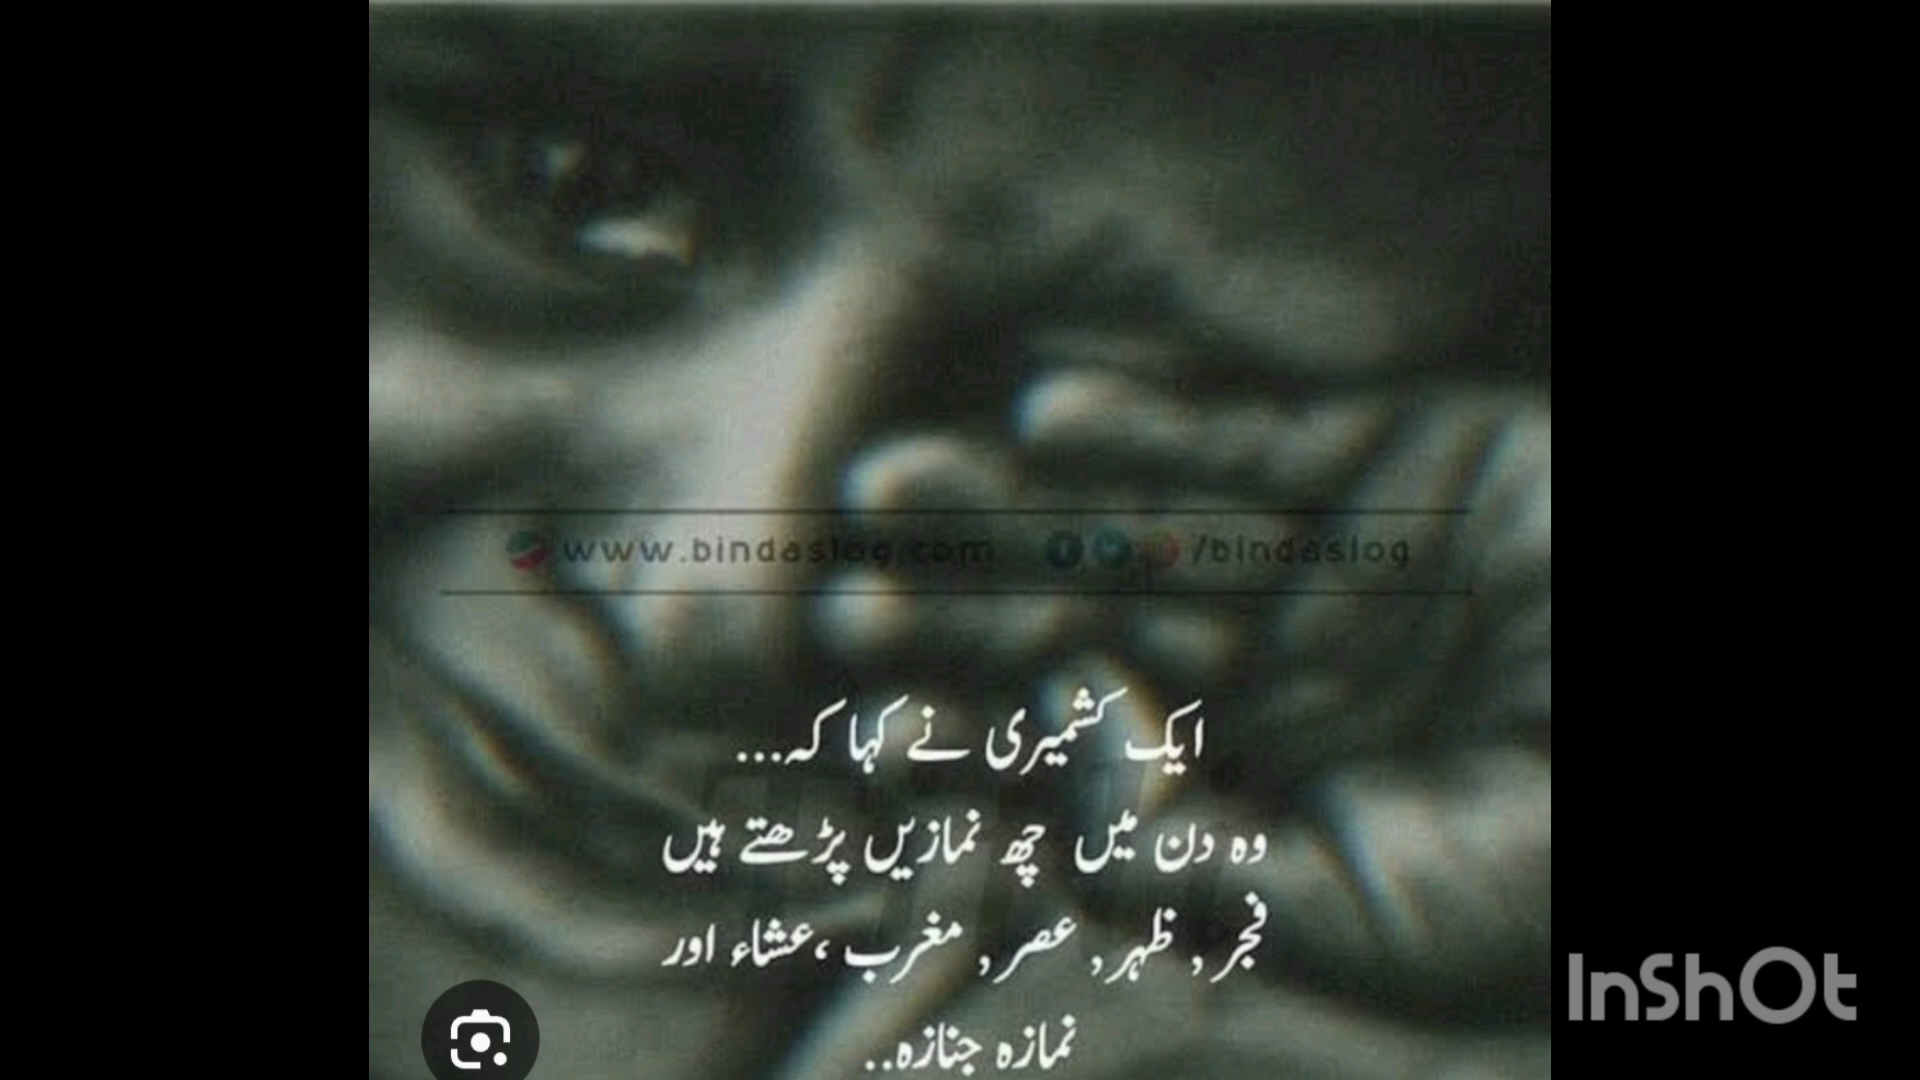 www.bindaslog.com /bindaslog
ایک کشمیری نے کہا کہ...
وہ دن میں چھ نمازیں پڑھتے ہیں
فجر , ظہر , عصر , مغرب ،عشاء اور
نمازہ جنازہ..
InShOt